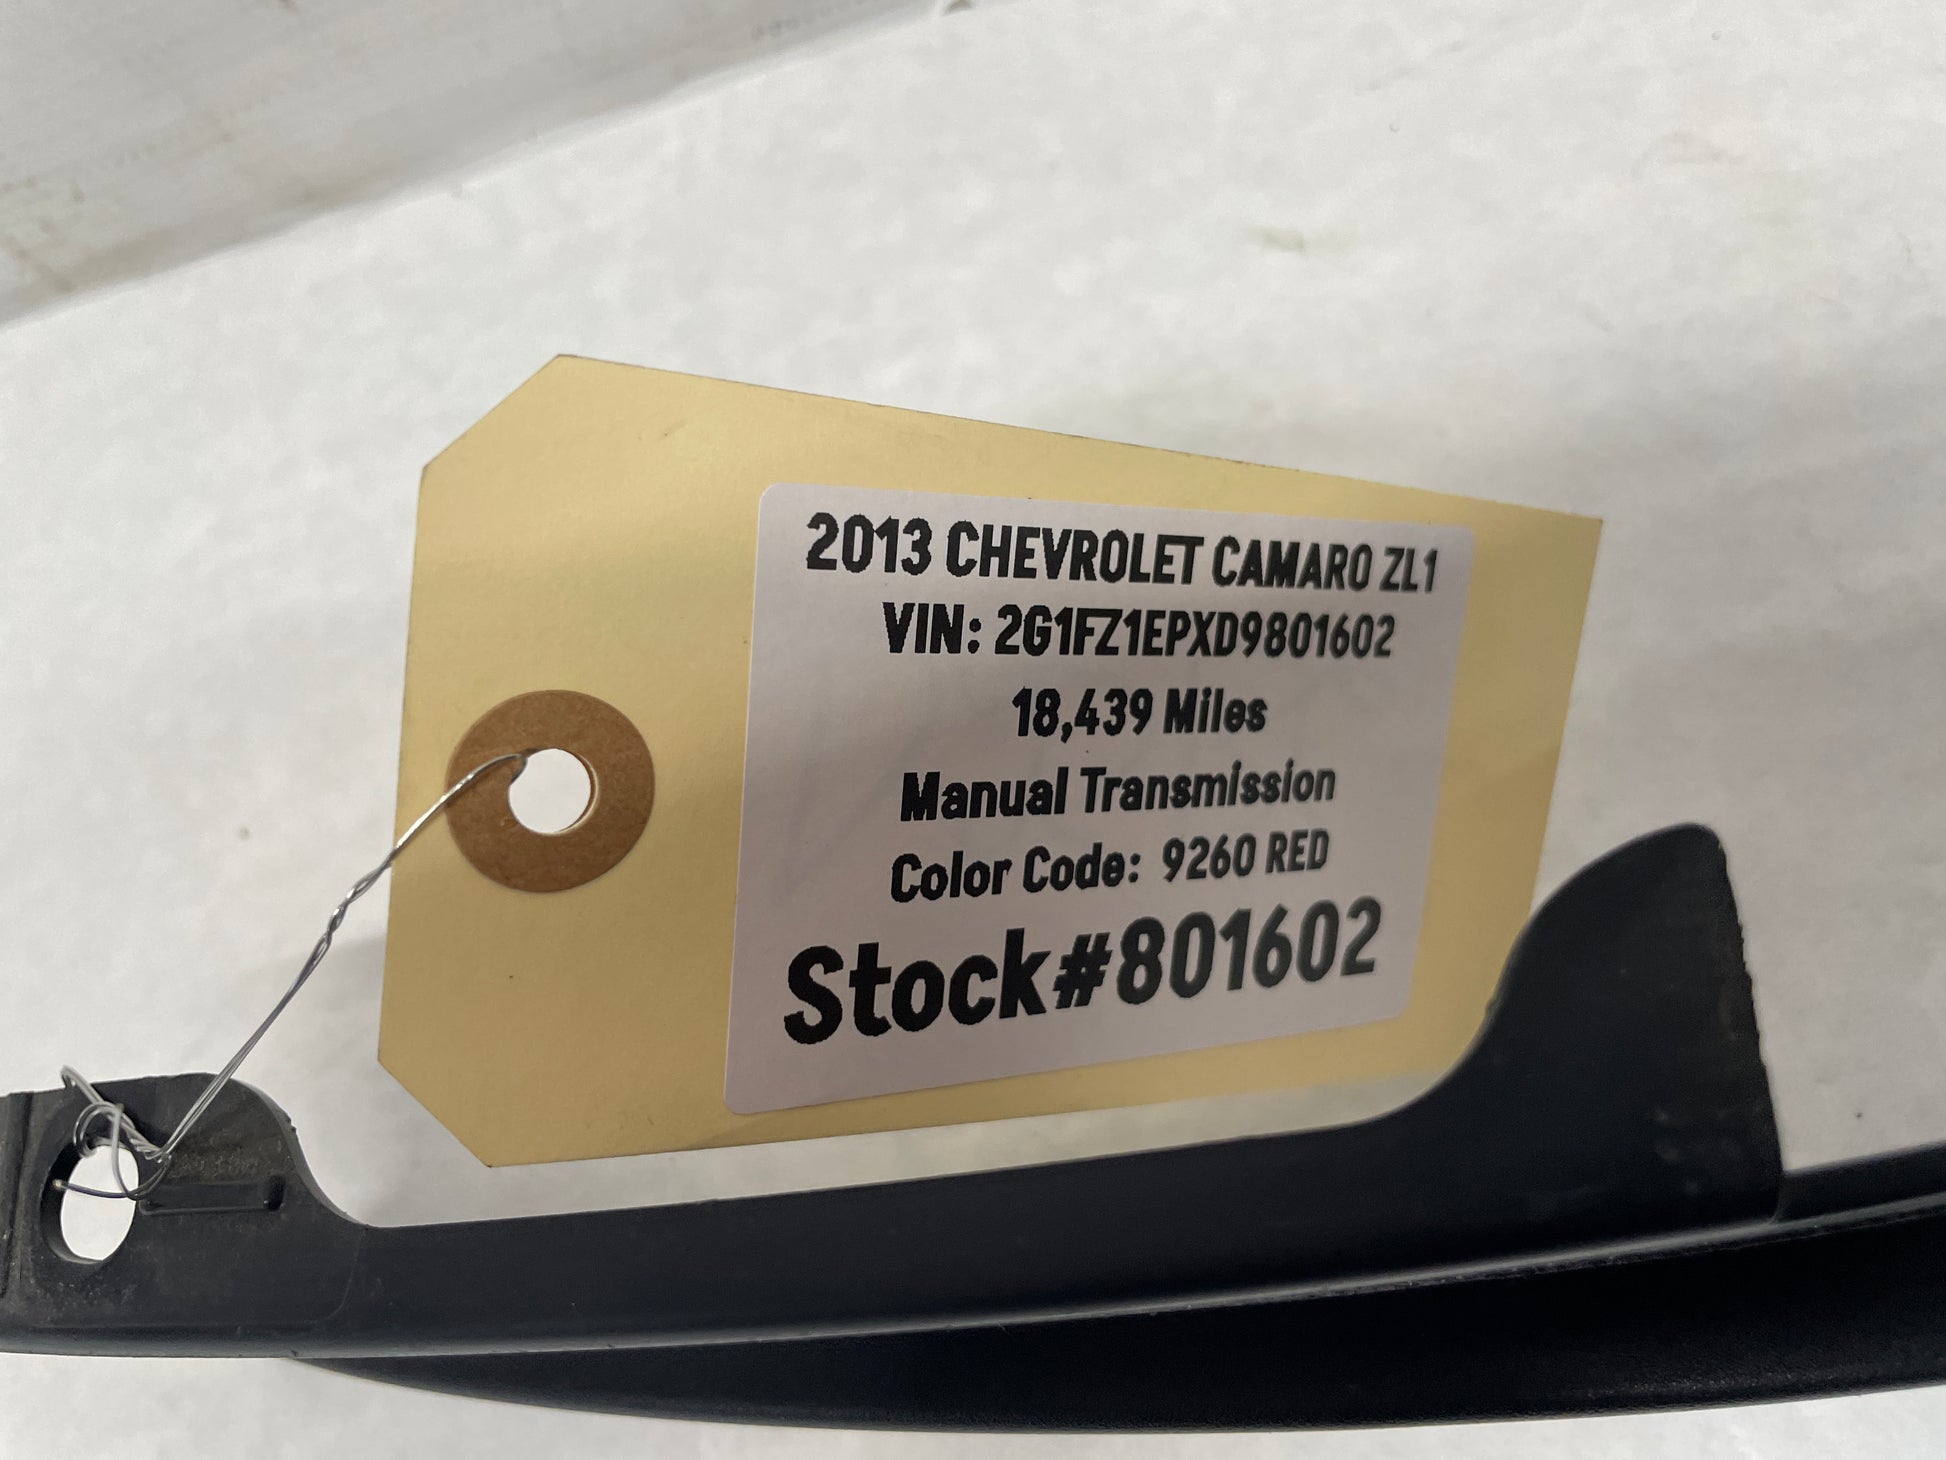 2013 CHEVROLET CAMARO ZL1
VIN: 2G1FZ1EPXD9801602
18,439 Miles
Manual Transmission
Color Code: 9260 RED
Stock#801602